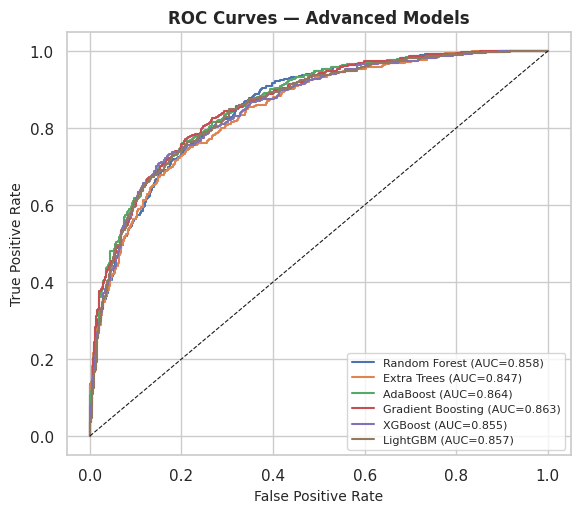 ROC Curves — Advanced Models
True Positive Rate
1.0
0.8
0.6
0.4
0.2
0.0
0.0 0.2 0.4 0.6 0.8 1.0
False Positive Rate
Random Forest (AUC=0.858)
Extra Trees (AUC=0.847)
AdaBoost (AUC=0.864)
Gradient Boosting (AUC=0.863)
XGBoost (AUC=0.855)
LightGBM (AUC=0.857)